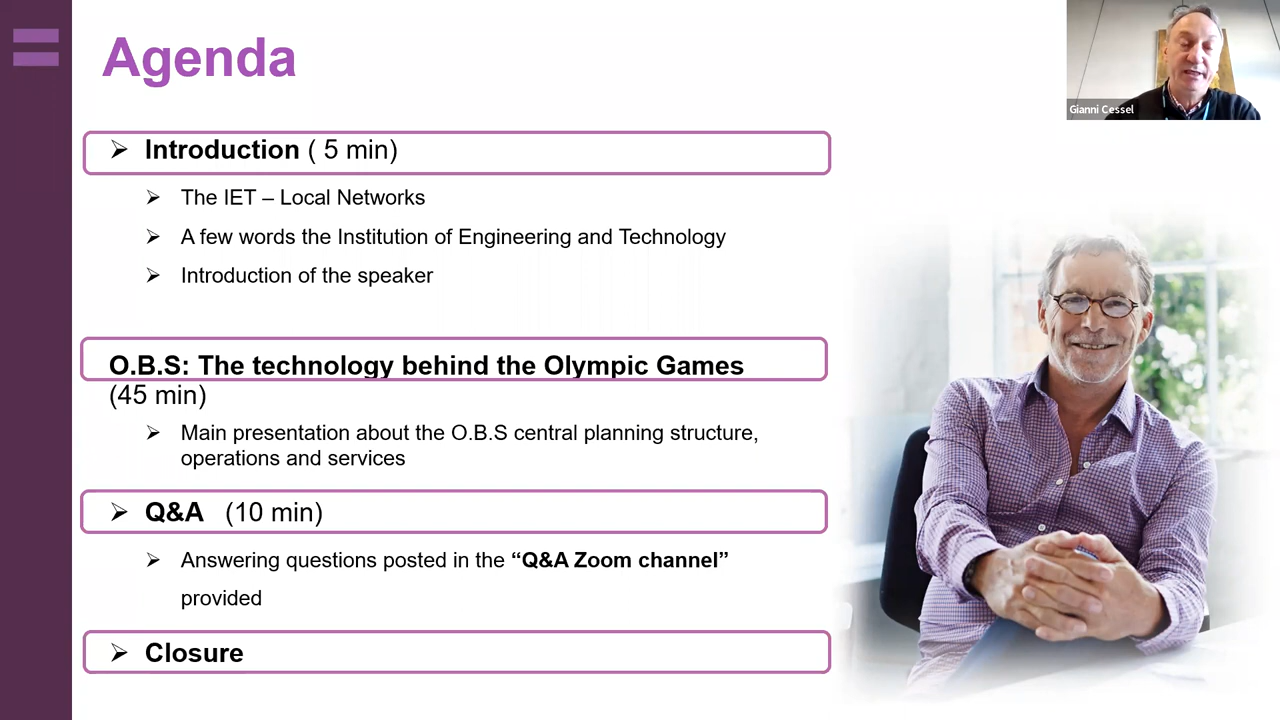 Agenda
Gianni Cessel
➢ Introduction ( 5 min)
➢ The IET – Local Networks
➢ A few words the Institution of Engineering and Technology
➢ Introduction of the speaker
O.B.S: The technology behind the Olympic Games
(45 min)
➢ Main presentation about the O.B.S central planning structure,
operations and services
➢ Q&A (10 min)
➢ Answering questions posted in the “Q&A Zoom channel”
provided
➢ Closure